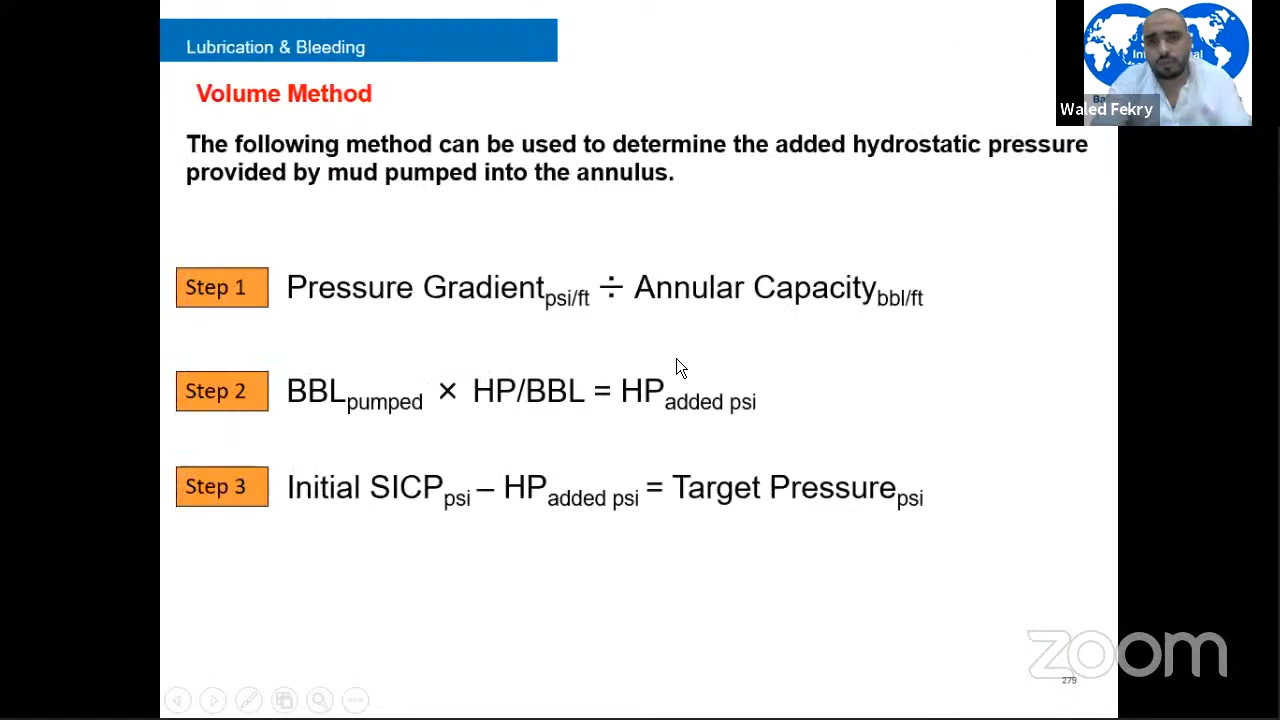 Lubrication & Bleeding
Volume Method
The following method can be used to determine the added hydrostatic pressure
provided by mud pumped into the annulus.
Step 1 Pressure Gradient psi/ft ÷ Annular Capacity bbl/ft
Step 2 BBL pumped × HP/BBL = HP added psi
Step 3 Initial SICP psi – HP added psi = Target Pressure psi
Waled Fekry
zoom
279